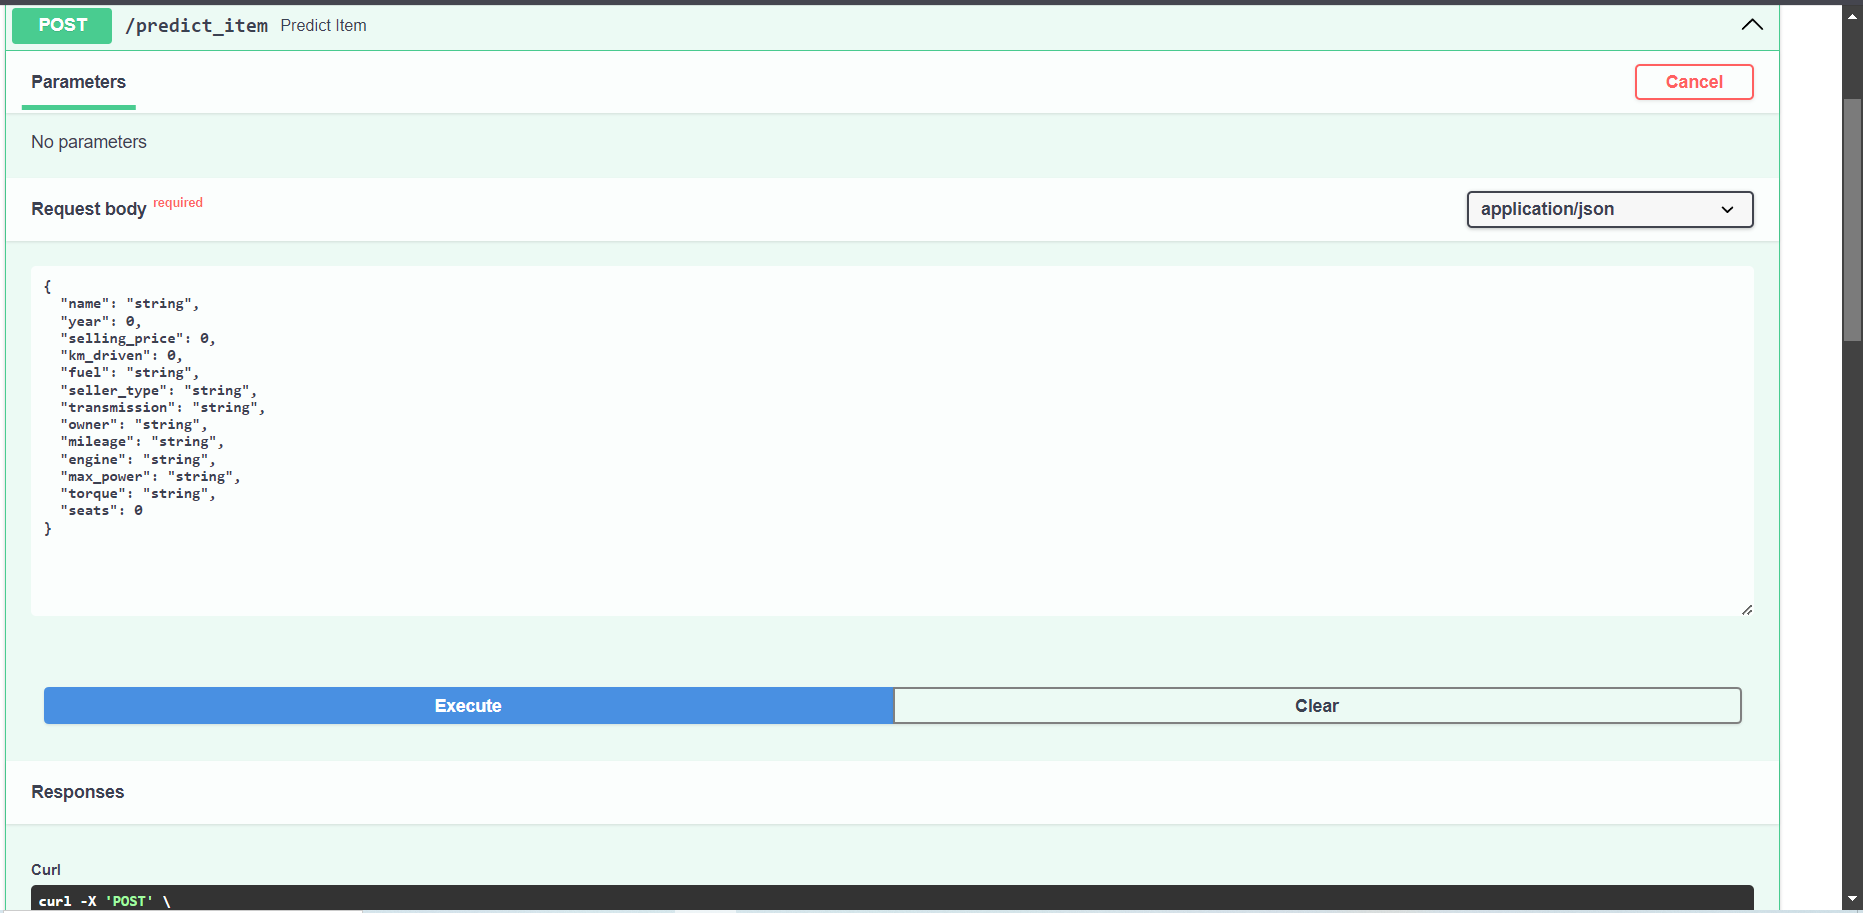 POST /predict_item Predict Item
Parameters
Cancel
No parameters
Request body required
application/json
{
  "name": "string",
  "year": 0,
  "selling_price": 0,
  "km_driven": 0,
  "fuel": "string",
  "seller_type": "string",
  "transmission": "string",
  "owner": "string",
  "mileage": "string",
  "engine": "string",
  "max_power": "string",
  "torque": "string",
  "seats": 0
}
Execute
Clear
Responses
Curl
curl -X 'POST' \